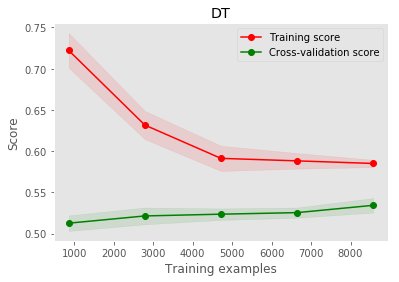 DT
Training score
Cross-validation score
0.75
0.70
0.65
0.60
0.55
0.50
Score
1000 2000 3000 4000 5000 6000 7000 8000
Training examples